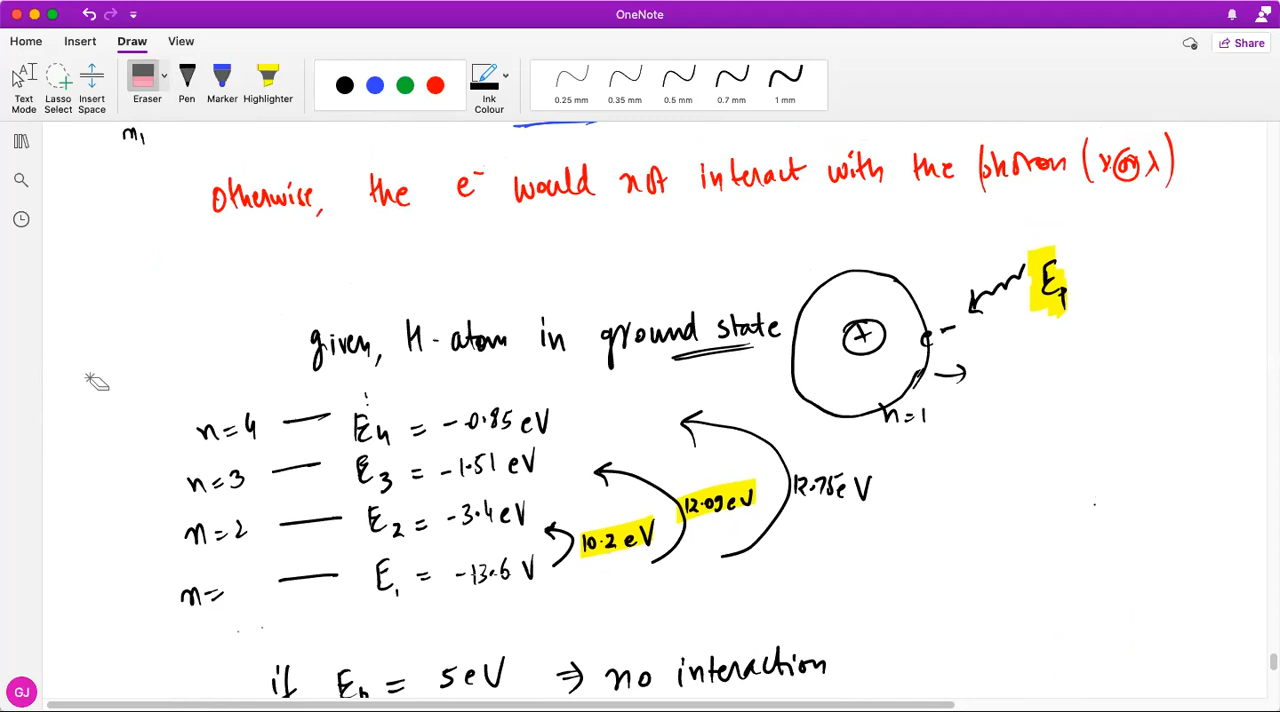 OneNote
Home Insert Draw View
Share
Text Mode
Lasso Select
Insert Space
Eraser
Pen
Marker
Highlighter
Ink Colour
0.25 mm 0.35 mm 0.5 mm 0.7 mm 1 mm
m1
Otherwise, the e⁻ would not interact with the photon (ν or λ)
given, H-atom in ground state
+ e⁻
n=1
n=4 — E4 = -0.85 eV
n=3 — E3 = -1.51 eV
n=2 — E2 = -3.4 eV
n= — E1 = -13.6 V
10.2 eV
12.09 eV
12.75 eV
if = 5 eV ⇒ no interaction
GJ